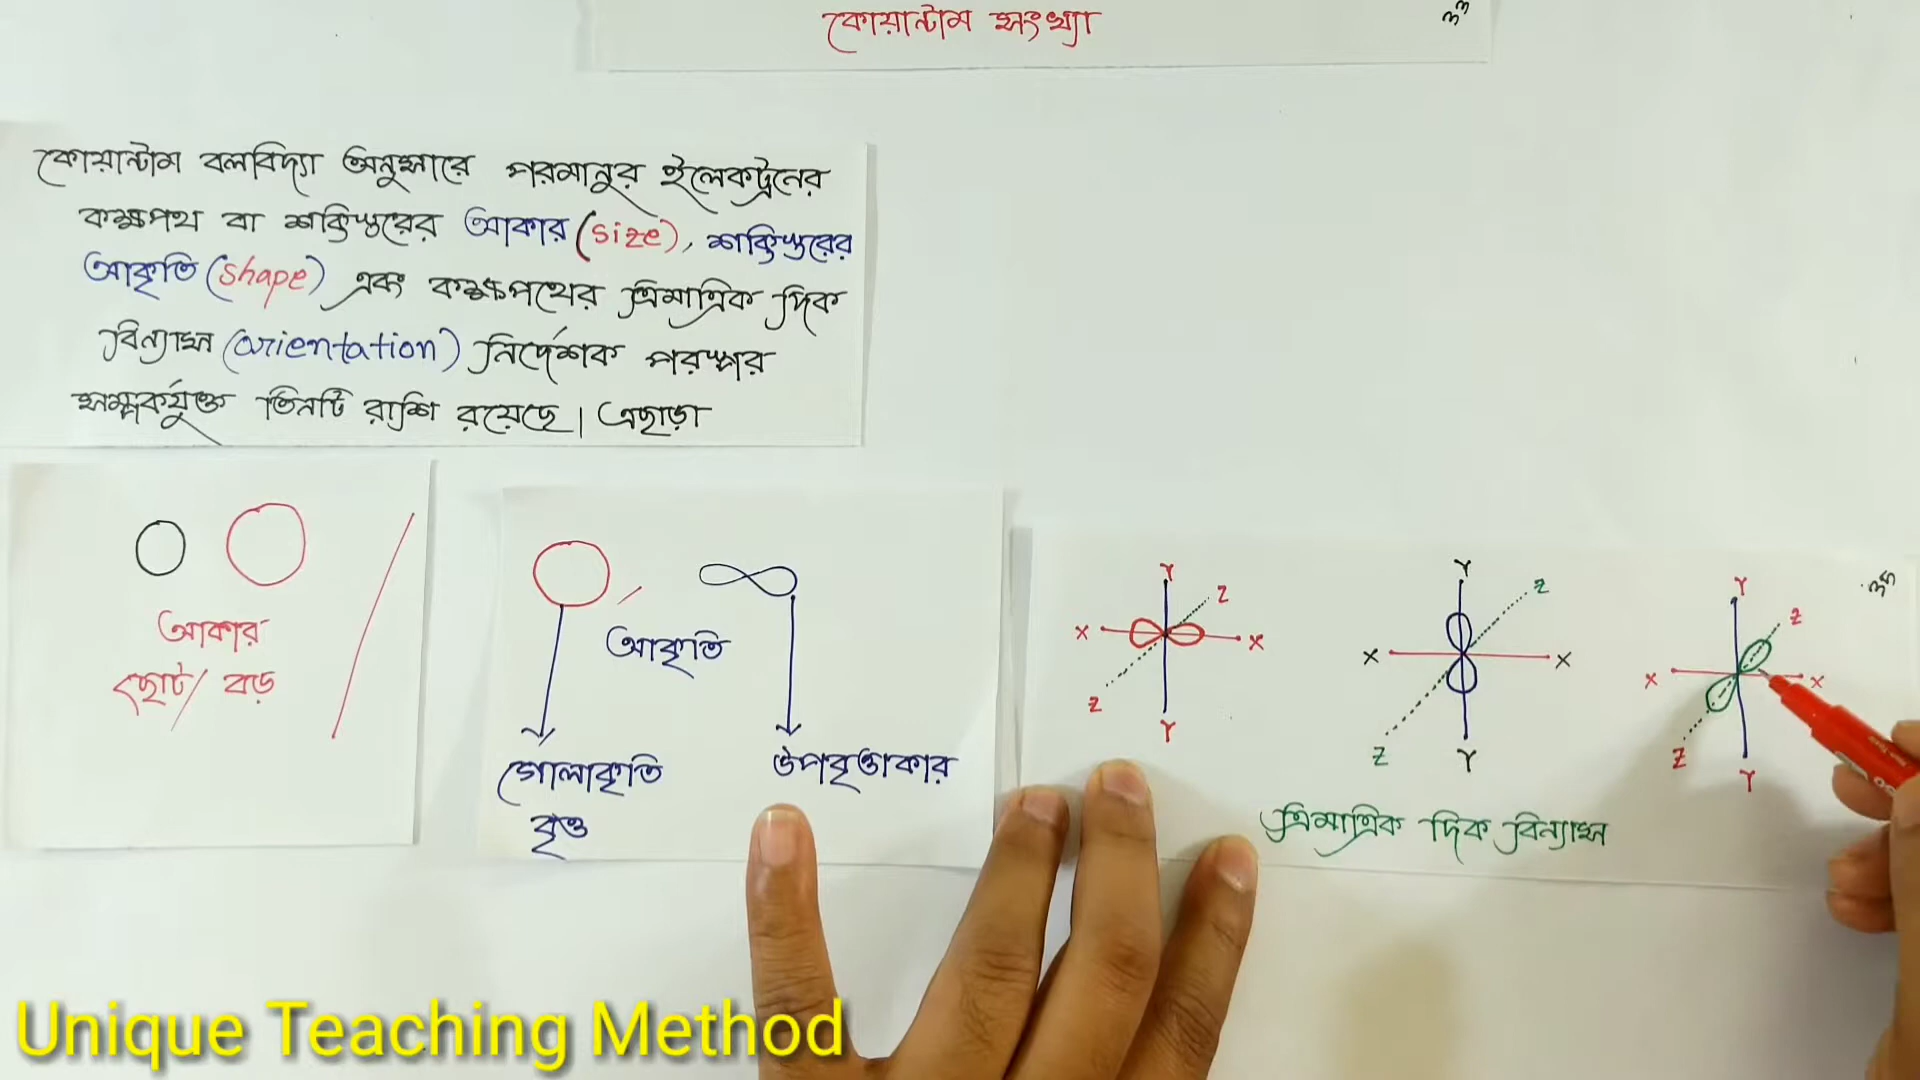 কোয়ান্টাম সংখ্যা
কোয়ান্টাম বলবিদ্যা অনুসারে পরমানুর ইলেকট্রনের
কক্ষপথ বা শক্তিস্তরের আকার (size), শক্তিস্তরের
আকৃতি (shape) এবং কক্ষপথের ত্রিমাত্রিক দিক
বিন্যাস (orientation) নির্দেশক পরস্পর
সম্পর্কযুক্ত তিনটি রাশি রয়েছে। এছাড়া
আকার
ছোট/ বড়
আকৃতি
গোলাকৃতি
বৃত্ত
উপবৃত্তাকার
Y
Z
X X
Z
Y
Y
Z
X X
Z
Y
Y
Z
X X
Z
Y
ত্রিমাত্রিক দিক বিন্যাস
Unique Teaching Method